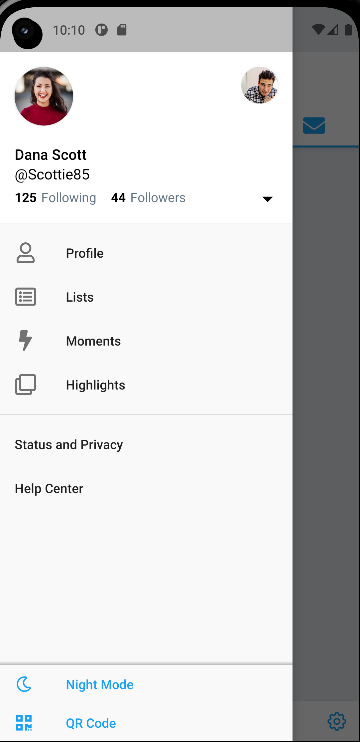 10:10
Dana Scott
@Scottie85
125 Following 44 Followers
Profile
Lists
Moments
Highlights
Status and Privacy
Help Center
Night Mode
QR Code